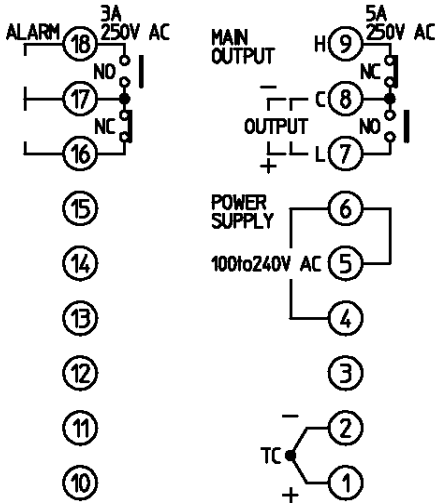 3A
ALARM 18 250V AC
NO
17
NC
16
15
14
13
12
11
10
5A
250V AC
MAIN
OUTPUT
H 9
NC
− C 8
OUTPUT
NO
+ L 7
POWER
SUPPLY
6
100to240V AC 5
4
3
− 2
TC
+ 1